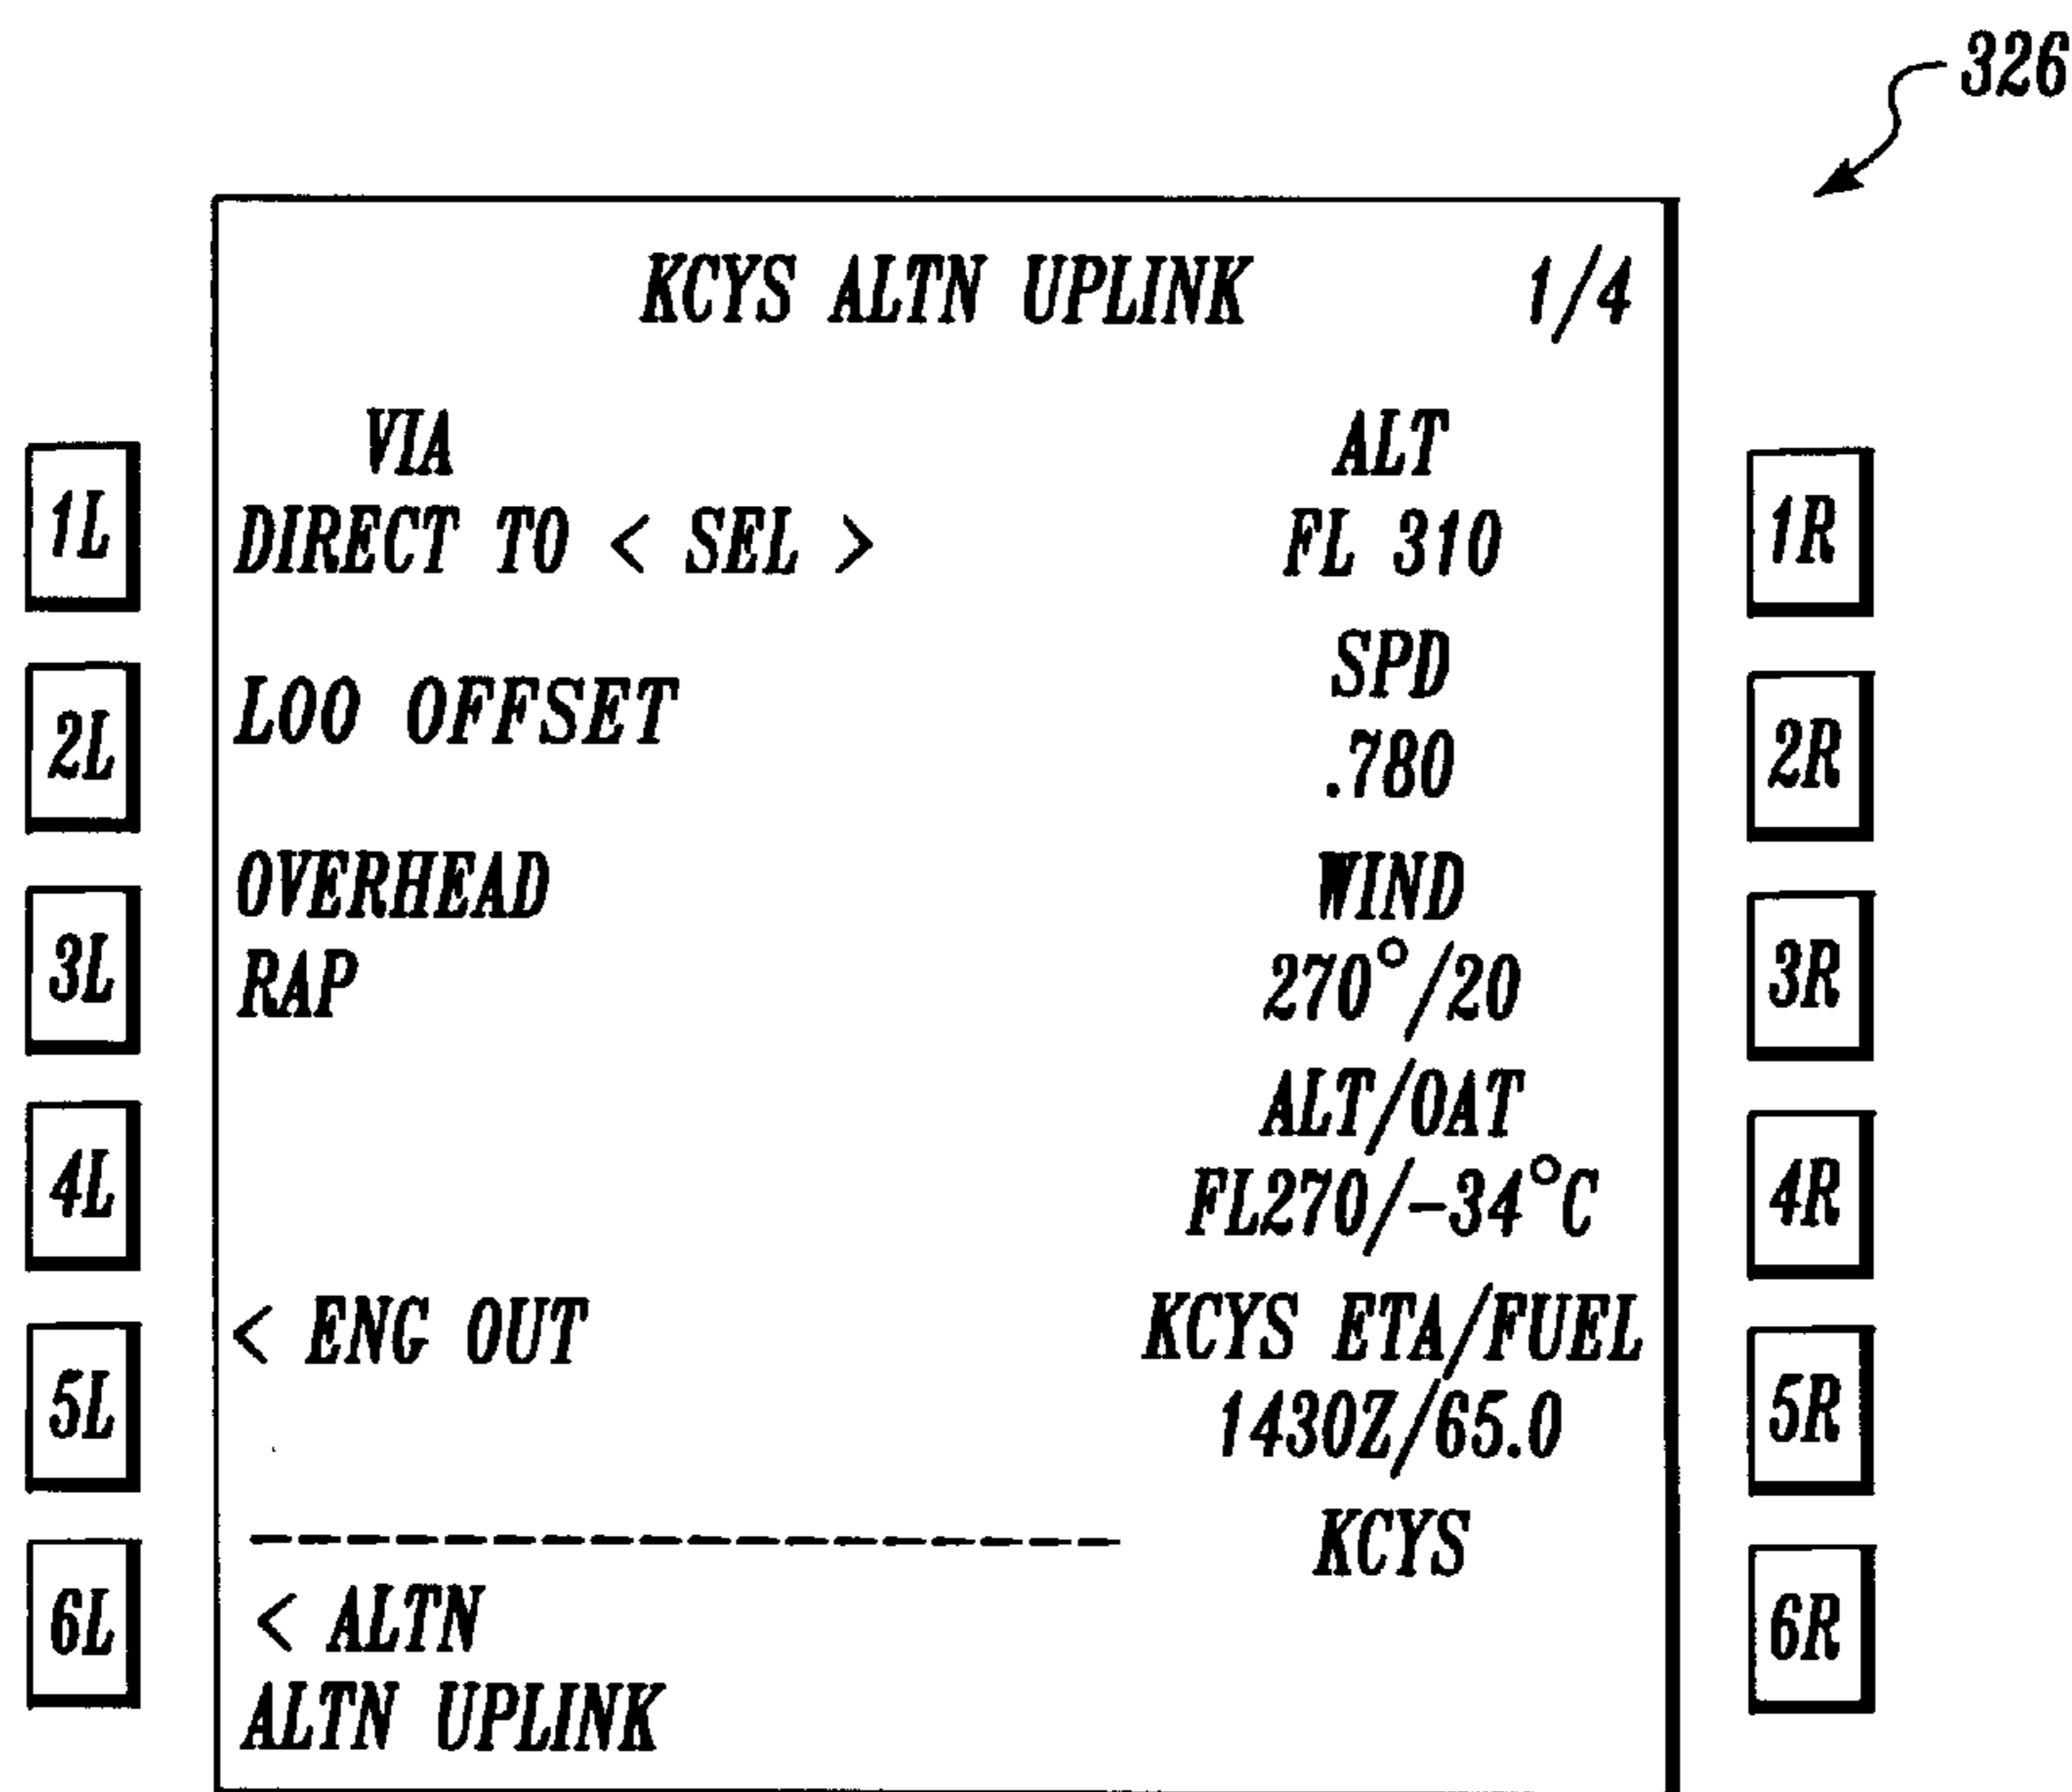 326
KCYS ALTN UPLINK 1/4
VIA ALT
1L DIRECT TO < SEL > FL 310 1R
SPD
2L LOO OFFSET .780 2R
OVERHEAD WIND
3L RAP 270°/20 3R
ALT/OAT
4L FL270/-34°C 4R
< ENG OUT KCYS ETA/FUEL
5L 1430Z/65.0 5R
KCYS
6L < ALTN 6R
ALTN UPLINK